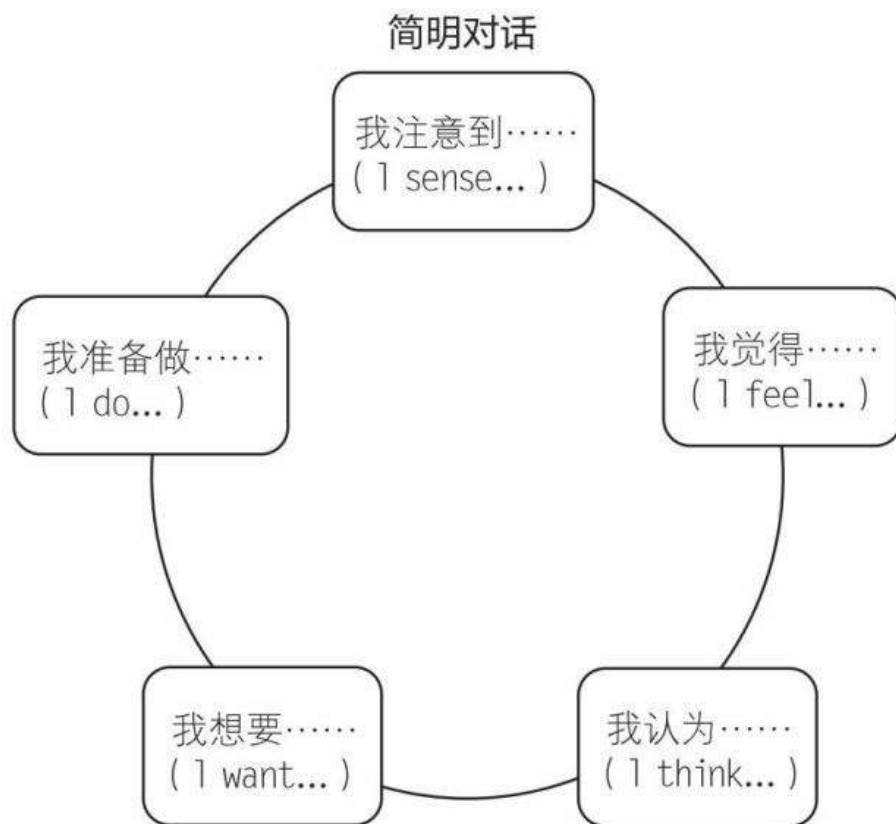 简明对话
我注意到⋯⋯
( l sense... )
我觉得⋯⋯
( l feel... )
我认为⋯⋯
( l think... )
我想要⋯⋯
( l want... )
我准备做⋯⋯
( l do... )